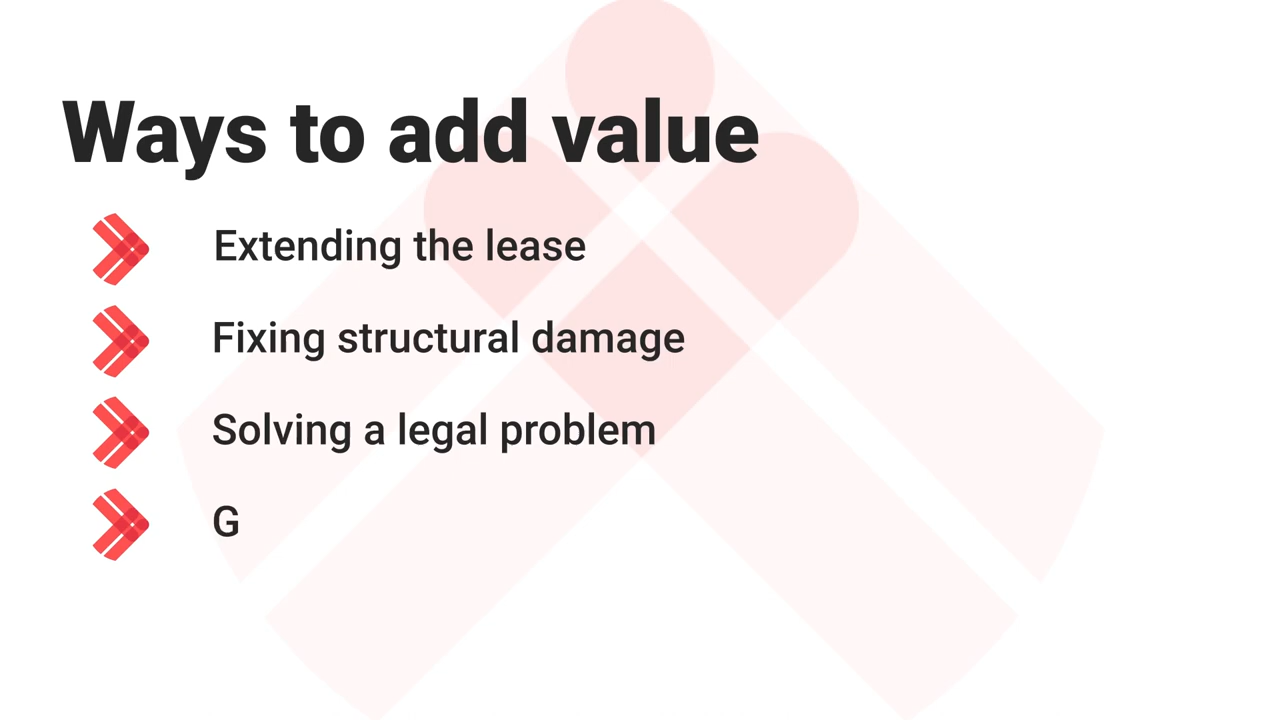 Ways to add value
Extending the lease
Fixing structural damage
Solving a legal problem
G